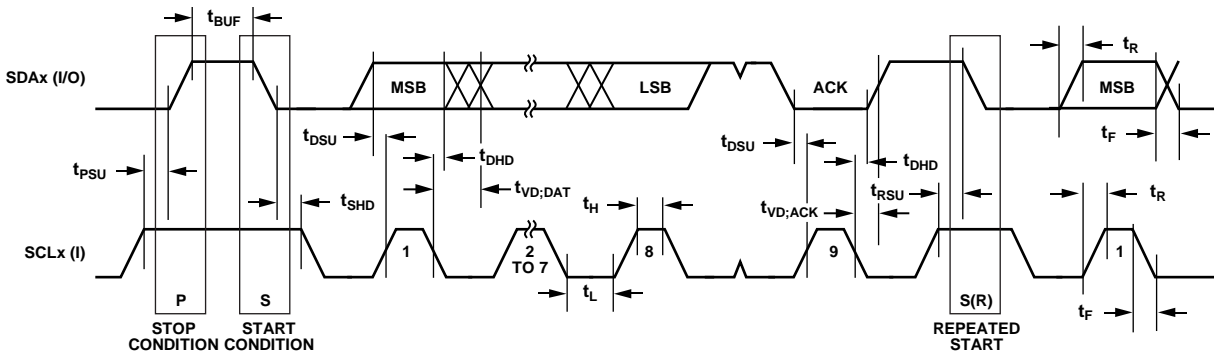 tBUF
tR
SDAx (I/O)
MSB
LSB
ACK
MSB
tDSU
tDHD
tDSU
tDHD
tF
tPSU
tSHD
tVD;DAT
tH
tVD;ACK
tRSU
tR
SCLx (I)
1
2
TO 7
8
9
1
tL
tF
P
S
S(R)
STOP
CONDITION
START
CONDITION
REPEATED
START